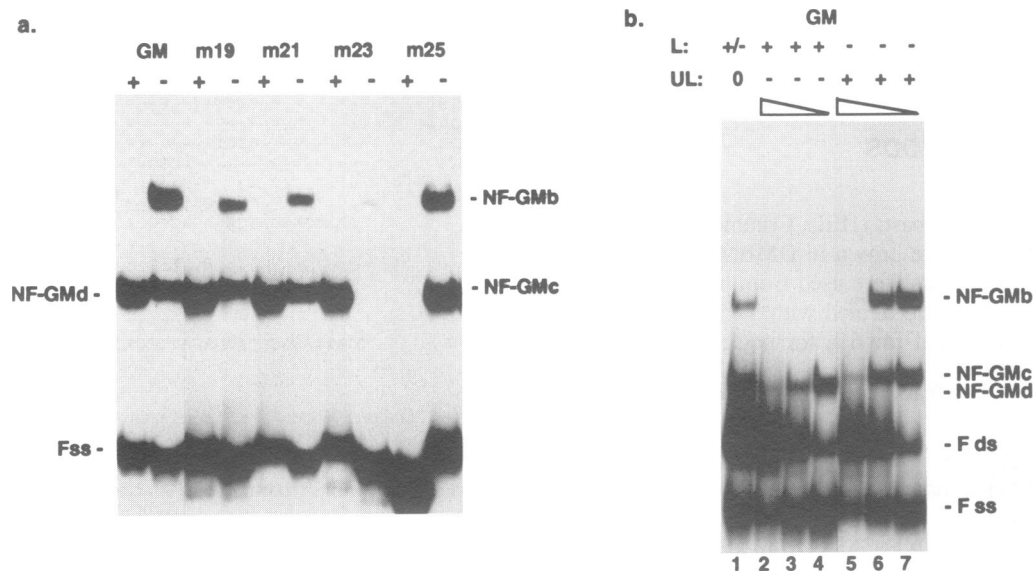 a.
GM m19 m21 m23 m25
+ - + - + - + - + -
- NF-GMb
NF-GMd -
- NF-GMc
Fss -
b.
GM
L: +/- + + + - - -
UL: 0 - - - + + +
- NF-GMb
- NF-GMc
- NF-GMd
- F ds
- F ss
1 2 3 4 5 6 7